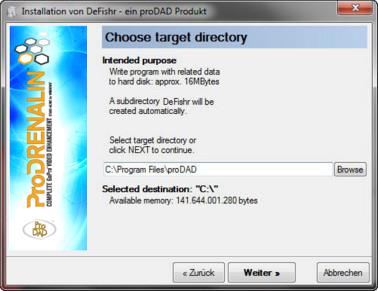 Installation von DeFishr - ein proDAD Produkt
Choose target directory
Intended purpose
Write program with related data
to hard disk: approx. 16MBytes
A subdirectory DeFishr will be
created automatically.
Select target directory or
click NEXT to continue.
C:\Program Files\proDAD
Browse
Selected destination: "C:\"
Available memory: 141.644.001.280 bytes
PRODRENALIN
COMPLETE GoPro VIDEO ENHANCEMENT
PRO
DAD
« Zurück
Weiter »
Abbrechen